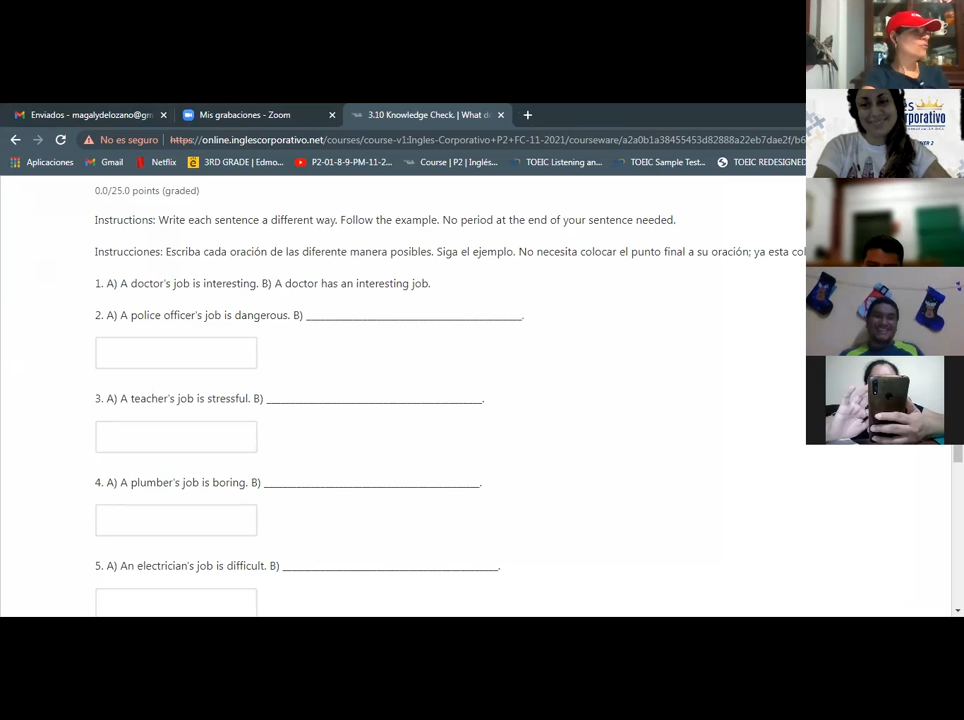 Enviados - magalydelozano@gm
Mis grabaciones - Zoom
3.10 Knowledge Check. | What d
No es seguro
https://online.inglescorporativo.net/courses/course-v1:Ingles-Corporativo+P2+FC-11-2021/courseware/a2a0b1a38455453d82888a22eb7dae2f/b6
Aplicaciones
Gmail
Netflix
3RD GRADE | Edmo...
P2-01-8-9-PM-11-2...
Course | P2 | Inglés...
TOEIC Listening an...
TOEIC Sample Test...
TOEIC REDESIGNED
0.0/25.0 points (graded)
Instructions: Write each sentence a different way. Follow the example. No period at the end of your sentence needed.
Instrucciones: Escriba cada oración de las diferente manera posibles. Siga el ejemplo. No necesita colocar el punto final a su oración; ya esta col
1. A) A doctor's job is interesting. B) A doctor has an interesting job.
2. A) A police officer's job is dangerous. B) ________________________________________.
3. A) A teacher's job is stressful. B) ________________________________________.
4. A) A plumber's job is boring. B) ________________________________________.
5. A) An electrician's job is difficult. B) ________________________________________.